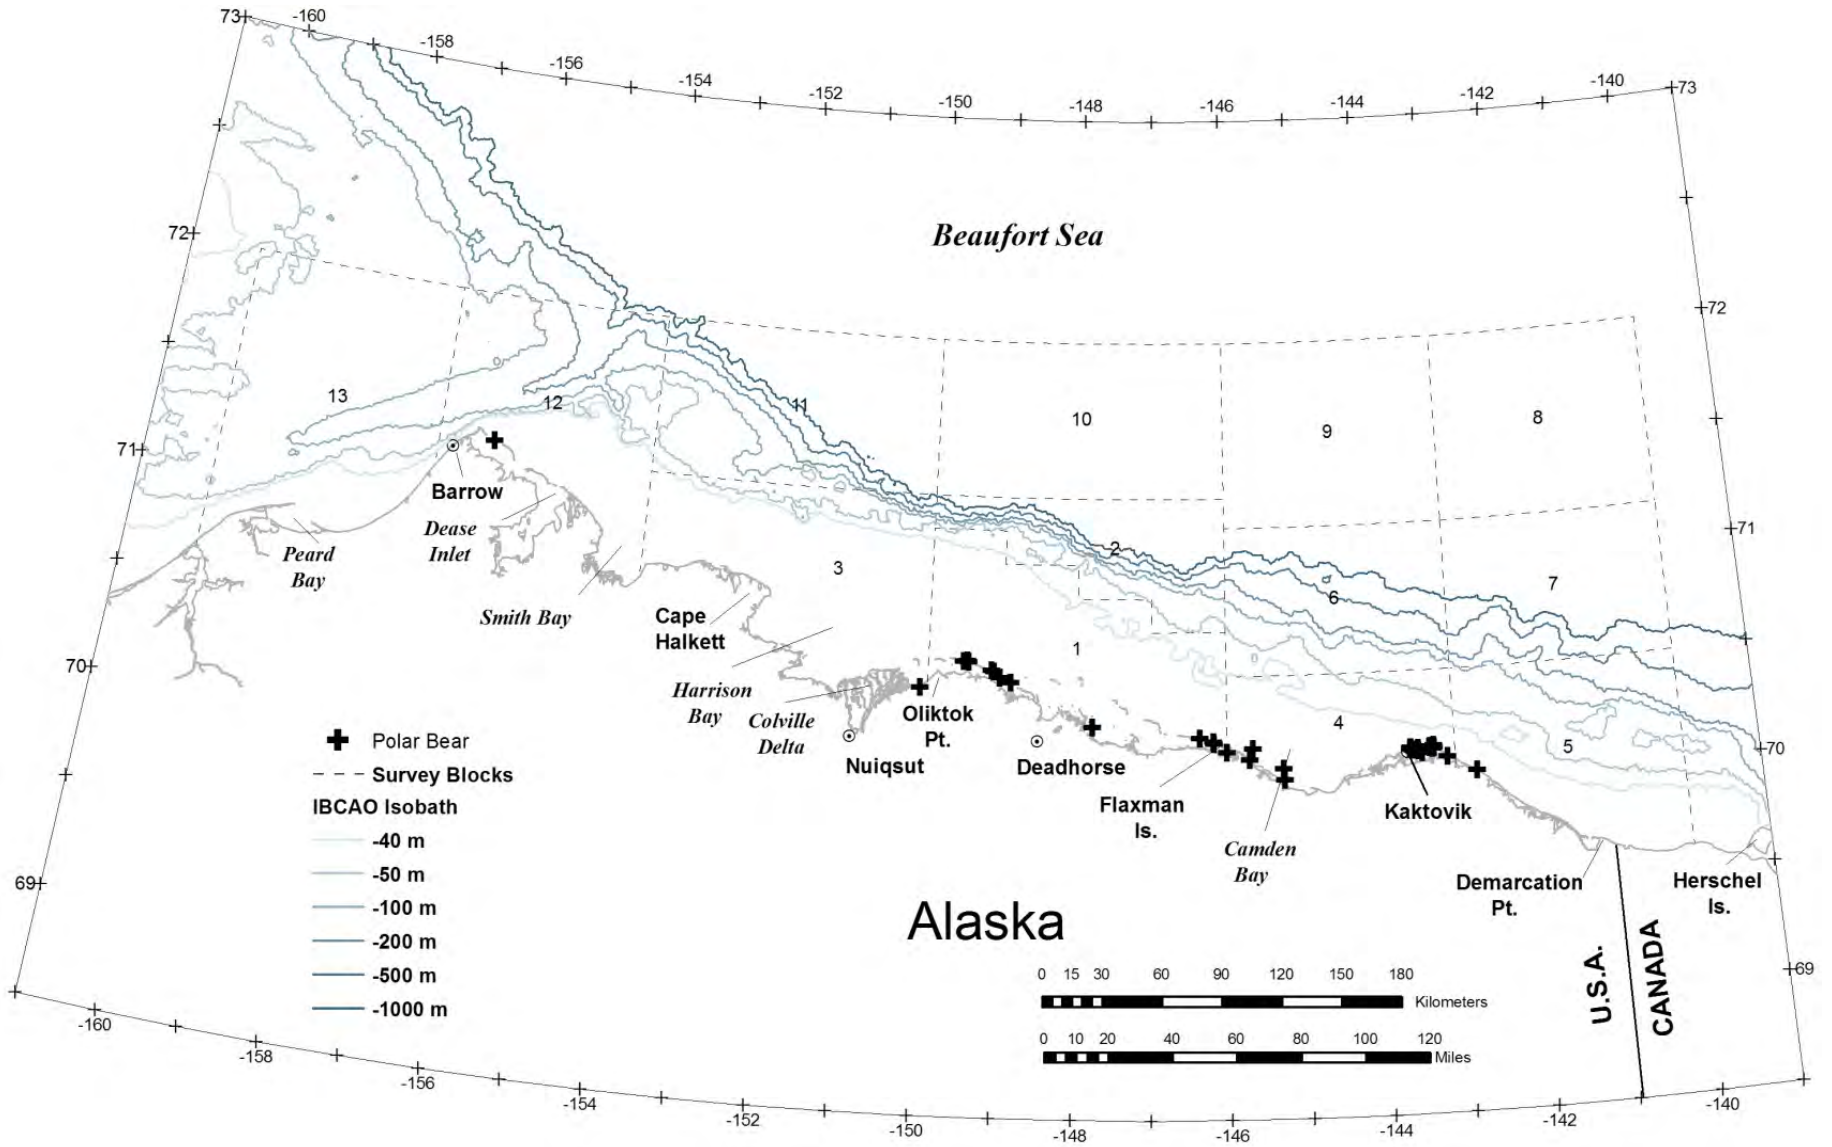 73
-160
-158
-156
-154
-152
-150
-148
-146
-144
-142
-140
73
72
Beaufort Sea
72
13
12
11
10
9
8
71
Barrow
71
Dease
Inlet
Peard
Bay
2
3
6
7
Smith Bay
Cape
Halkett
1
70
Harrison
Bay
Colville
Delta
Oliktok
Pt.
4
5
70
Polar Bear
Nuiqsut
Deadhorse
Survey Blocks
Flaxman
Is.
Kaktovik
IBCAO Isobath
-40 m
Camden
Bay
-50 m
Demarcation
Pt.
Herschel
Is.
69
-100 m
Alaska
-200 m
U.S.A.
CANADA
-500 m
0 15 30 60 90 120 150 180
Kilometers
69
-1000 m
0 10 20 40 60 80 100 120
Miles
-160
-158
-156
-154
-152
-150
-148
-146
-144
-142
-140